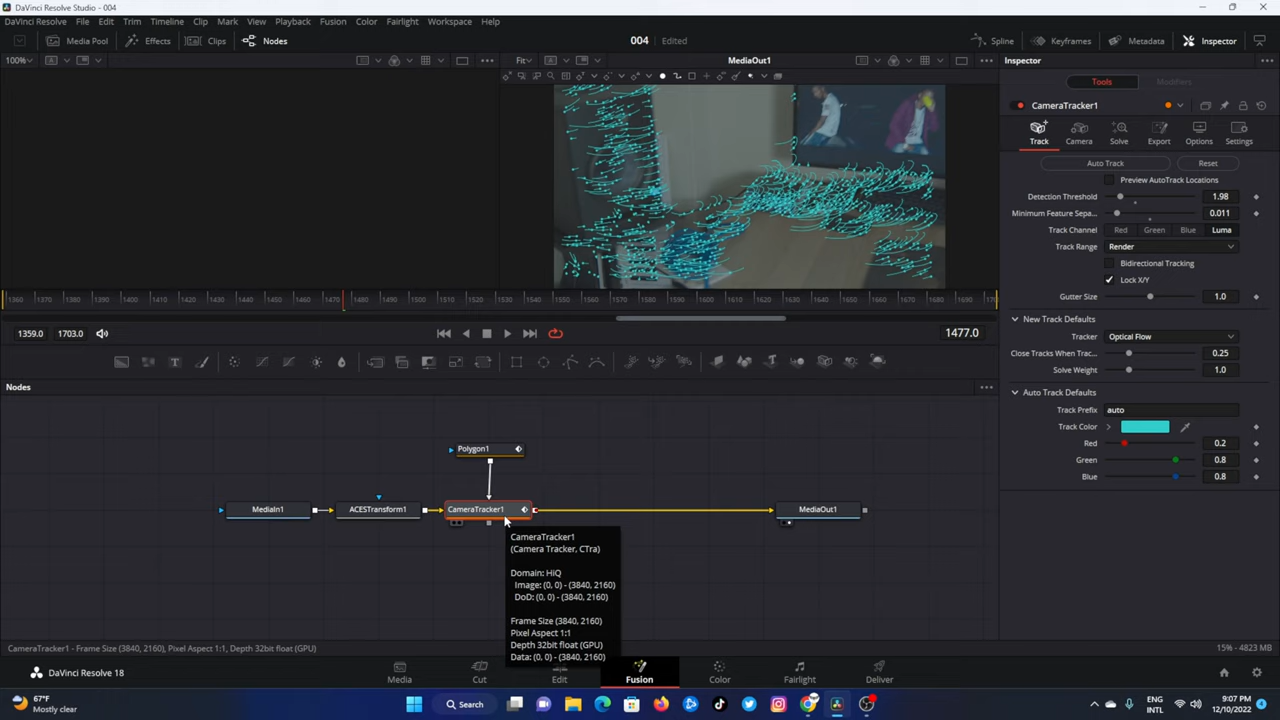 DaVinci Resolve Studio - 004
DaVinci Resolve File Edit Trim Timeline Clip Mark View Playback Fusion Color Fairlight Workspace Help
Media Pool Effects Clips Nodes 004 Edited Spline Keyframes Metadata Inspector
100% Fit MediaOut1 Inspector
Tools Modifiers
CameraTracker1
Track Camera Solve Export Options Settings
Auto Track Reset
Preview AutoTrack Locations
Detection Threshold 1.98
Minimum Feature Sepa... 0.011
Track Channel Red Green Blue Luma
Track Range Render
Bidirectional Tracking
Lock X/Y
Gutter Size 1.0
New Track Defaults
Tracker Optical Flow
Close Tracks When Trac... 0.25
Solve Weight 1.0
Auto Track Defaults
Track Prefix auto
Track Color
Red 0.2
Green 0.8
Blue 0.8
1360 1370 1380 1390 1400 1410 1420 1430 1440 1450 1460 1470 1480 1490 1500 1510 1520 1530 1540 1550 1560 1570 1580 1590 1600 1610 1620 1630 1640 1650 1660 1670 1680 1690
1359.0 1703.0 1477.0
Nodes
Polygon1
MediaIn1 ACESTransform1 CameraTracker1 MediaOut1
CameraTracker1
(Camera Tracker, CTra)
Domain: HiQ
Image: (0, 0) - (3840, 2160)
DoD: (0, 0) - (3840, 2160)
Frame Size (3840, 2160)
Pixel Aspect 1:1
Depth 32bit float (GPU)
Data: (0, 0) - (3840, 2160)
CameraTracker1 - Frame Size (3840, 2160), Pixel Aspect 1:1, Depth 32bit float (GPU) 15% - 4823 MB
DaVinci Resolve 18 Media Cut Edit Fusion Color Fairlight Deliver
67°F
Mostly clear
Search
ENG
INTL
9:07 PM
12/10/2022